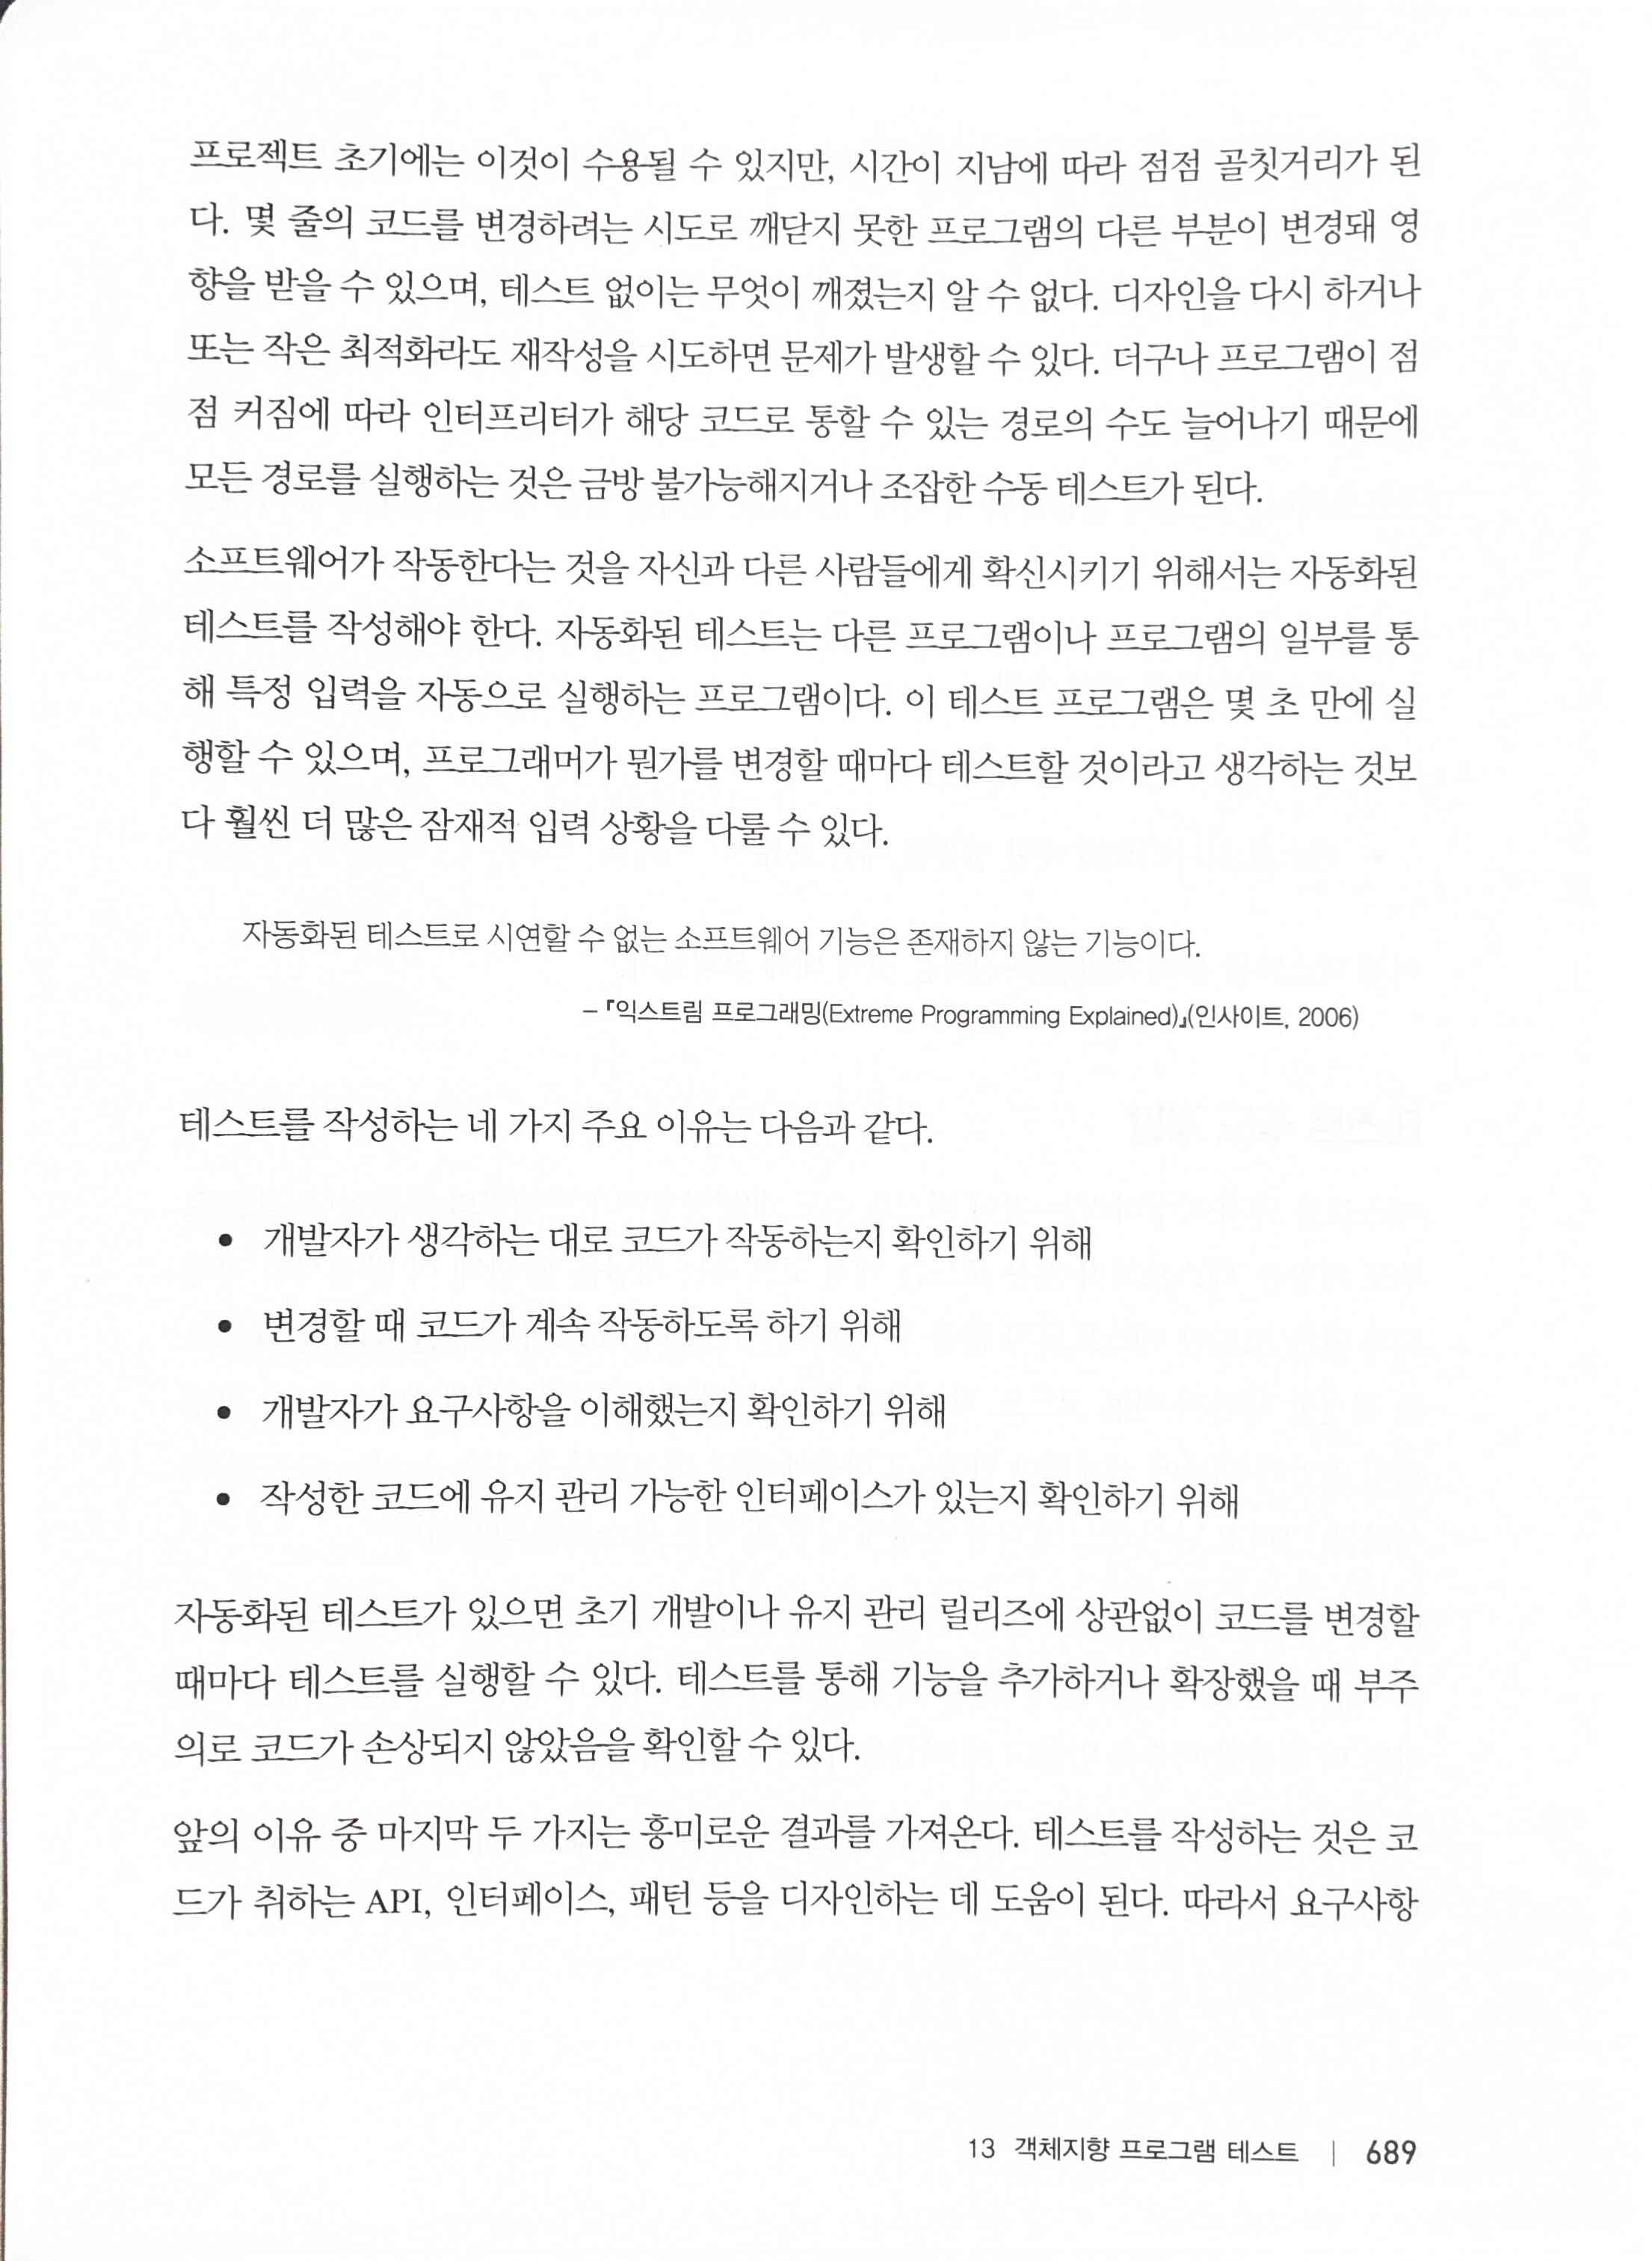 프로젝트 초기에는 이것이 수용될 수 있지만, 시간이 지남에 따라 점점 골칫거리가 된
다. 몇 줄의 코드를 변경하려는 시도로 깨닫지 못한 프로그램의 다른 부분이 변경돼 영
향을 받을 수 있으며, 테스트 없이는 무엇이 깨졌는지 알 수 없다. 디자인을 다시 하거나
또는 작은 최적화라도 재작성을 시도하면 문제가 발생할 수 있다. 더구나 프로그램이 점
점 커짐에 따라 인터프리터가 해당 코드로 통할 수 있는 경로의 수도 늘어나기 때문에
모든 경로를 실행하는 것은 금방 불가능해지거나 조잡한 수동 테스트가 된다.
소프트웨어가 작동한다는 것을 자신과 다른 사람들에게 확신시키기 위해서는 자동화된
테스트를 작성해야 한다. 자동화된 테스트는 다른 프로그램이나 프로그램의 일부를 통
해 특정 입력을 자동으로 실행하는 프로그램이다. 이 테스트 프로그램은 몇 초 만에 실
행할 수 있으며, 프로그래머가 뭔가를 변경할 때마다 테스트할 것이라고 생각하는 것보
다 훨씬 더 많은 잠재적 입력 상황을 다룰 수 있다.
자동화된 테스트로 시연할 수 없는 소프트웨어 기능은 존재하지 않는 기능이다.
– 『익스트림 프로그래밍(Extreme Programming Explained)』(인사이트, 2006)
테스트를 작성하는 네 가지 주요 이유는 다음과 같다.
• 개발자가 생각하는 대로 코드가 작동하는지 확인하기 위해
• 변경할 때 코드가 계속 작동하도록 하기 위해
• 개발자가 요구사항을 이해했는지 확인하기 위해
• 작성한 코드에 유지 관리 가능한 인터페이스가 있는지 확인하기 위해
자동화된 테스트가 있으면 초기 개발이나 유지 관리 릴리즈에 상관없이 코드를 변경할
때마다 테스트를 실행할 수 있다. 테스트를 통해 기능을 추가하거나 확장했을 때 부주
의로 코드가 손상되지 않았음을 확인할 수 있다.
앞의 이유 중 마지막 두 가지는 흥미로운 결과를 가져온다. 테스트를 작성하는 것은 코
드가 취하는 API, 인터페이스, 패턴 등을 디자인하는 데 도움이 된다. 따라서 요구사항
13 객체지향 프로그램 테스트 | 689